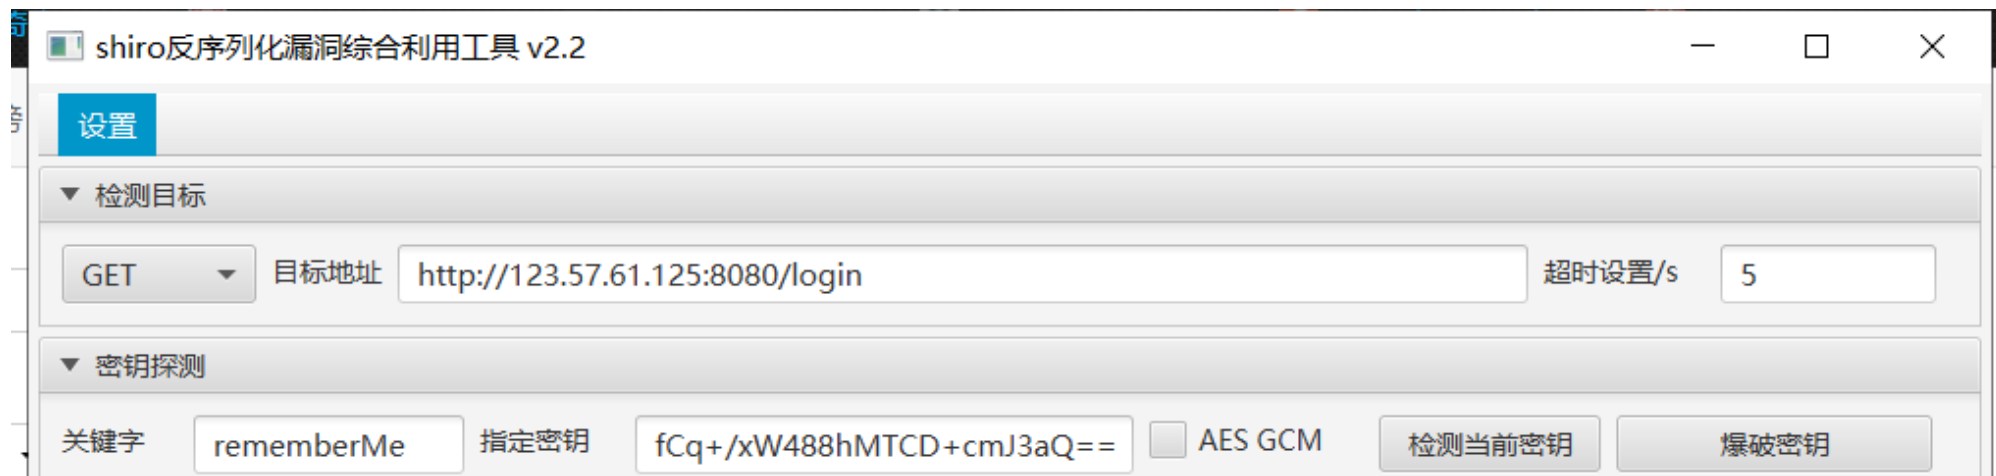 shiro反序列化漏洞综合利用工具 v2.2
设置
检测目标
GET 目标地址 http://123.57.61.125:8080/login 超时设置/s 5
密钥探测
关键字 rememberMe 指定密钥 fCq+/xW488hMTCD+cmJ3aQ== AES GCM 检测当前密钥 爆破密钥